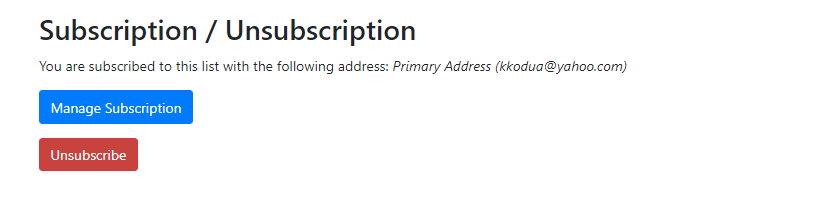 Subscription / Unsubscription
You are subscribed to this list with the following address: Primary Address (kkodua@yahoo.com)
Manage Subscription
Unsubscribe